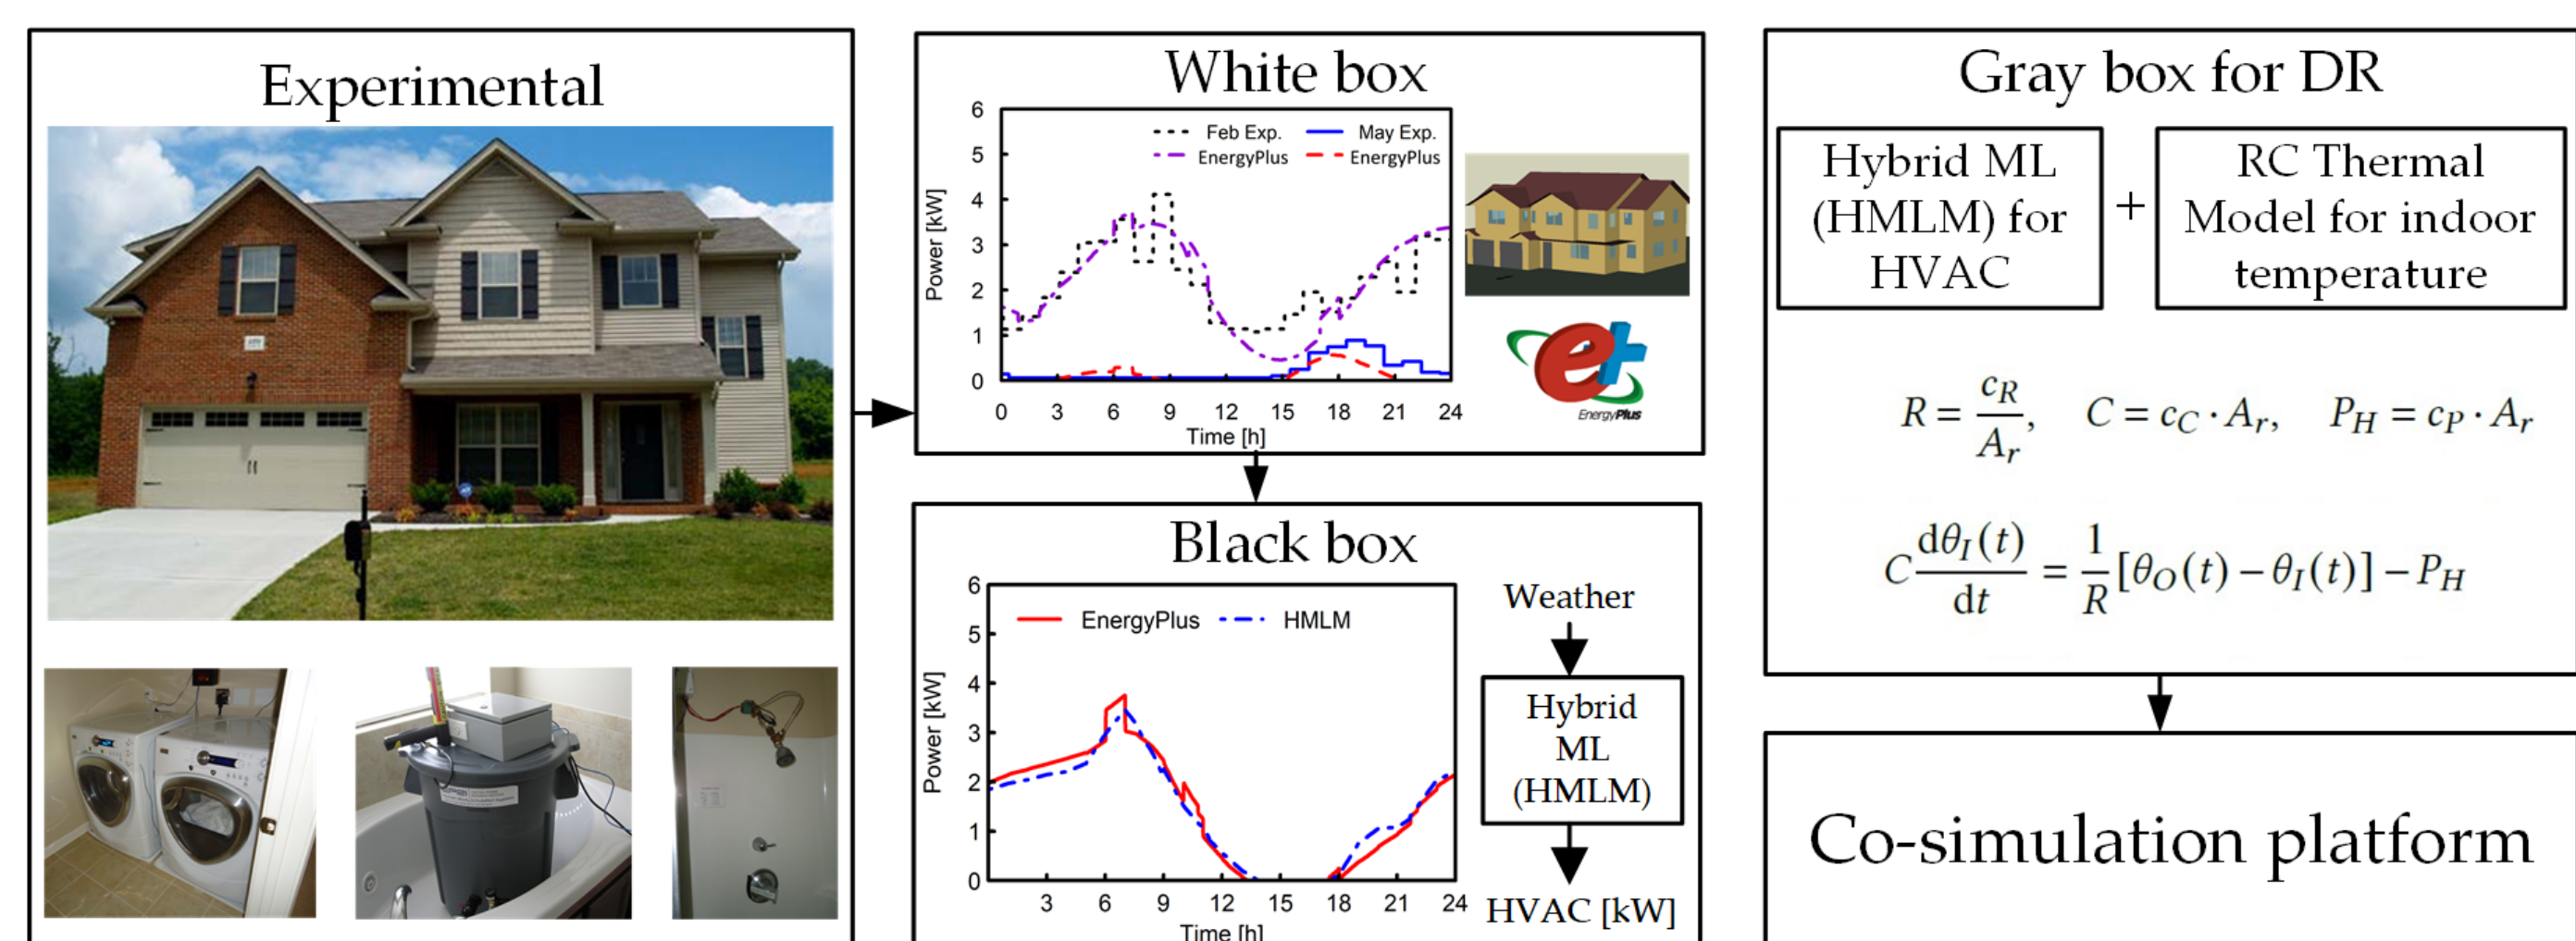 Experimental
White box
6
5
4
3
2
1
0
Power [kW]
Feb Exp.
May Exp.
EnergyPlus
EnergyPlus
0 3 6 9 12 15 18 21 24
Time [h]
e+
EnergyPlus
Black box
6
5
4
3
2
1
0
Power [kW]
EnergyPlus
HMLM
3 6 9 12 15 18 21 24
Time [h]
Weather
Hybrid
ML
(HMLM)
HVAC [kW]
Gray box for DR
Hybrid ML
(HMLM) for
HVAC
+
RC Thermal
Model for indoor
temperature
R = c_R / A_r, C = c_C · A_r, P_H = c_P · A_r
C dθ_I(t)/dt = 1/R [θ_O(t) − θ_I(t)] − P_H
Co-simulation platform